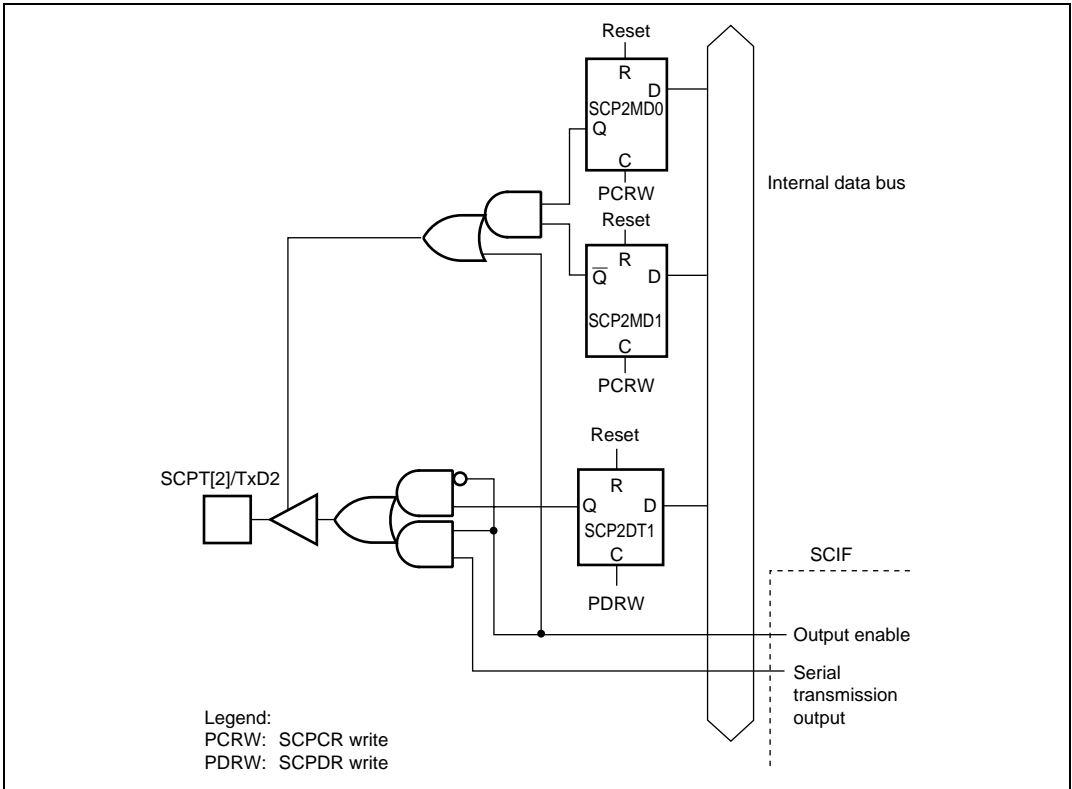 Reset
R
D
SCP2MD0
Q
C
PCRW
Internal data bus
Reset
R
Q̅
D
SCP2MD1
C
PCRW
Reset
SCPT[2]/TxD2
R
Q
D
SCP2DT1
C
SCIF
PDRW
Output enable
Serial
transmission
output
Legend:
PCRW: SCPCR write
PDRW: SCPDR write